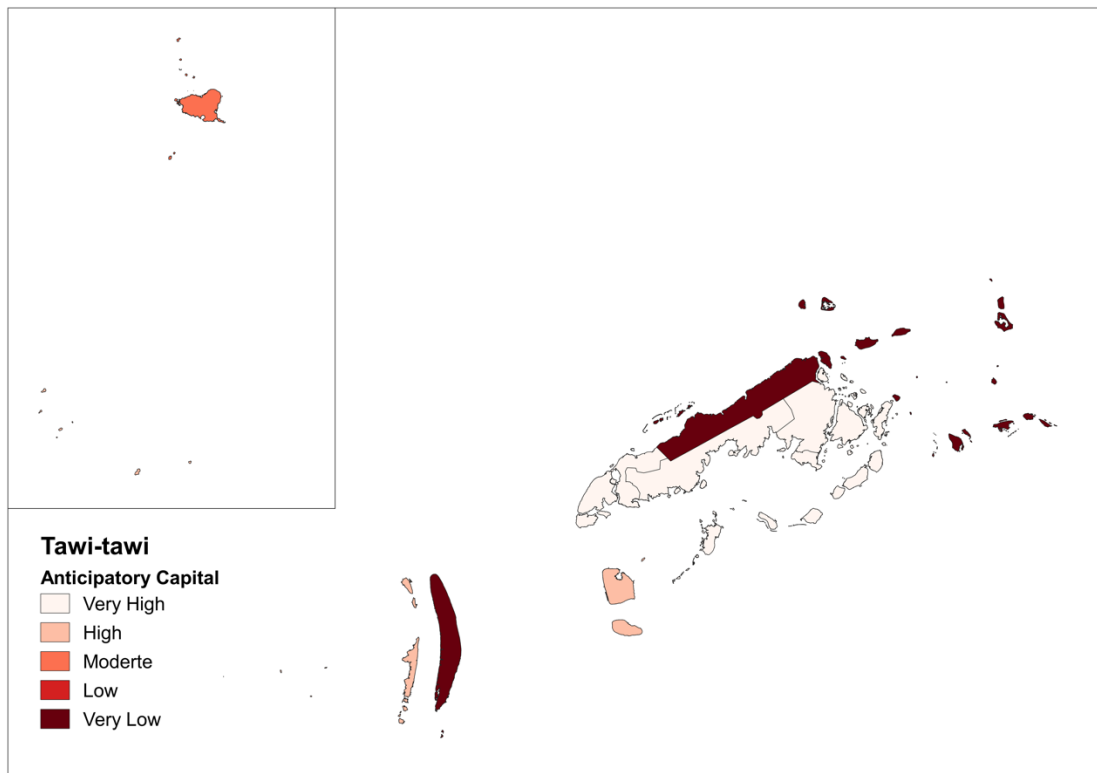 Tawi-tawi
Anticipatory Capital
Very High
High
Moderte
Low
Very Low